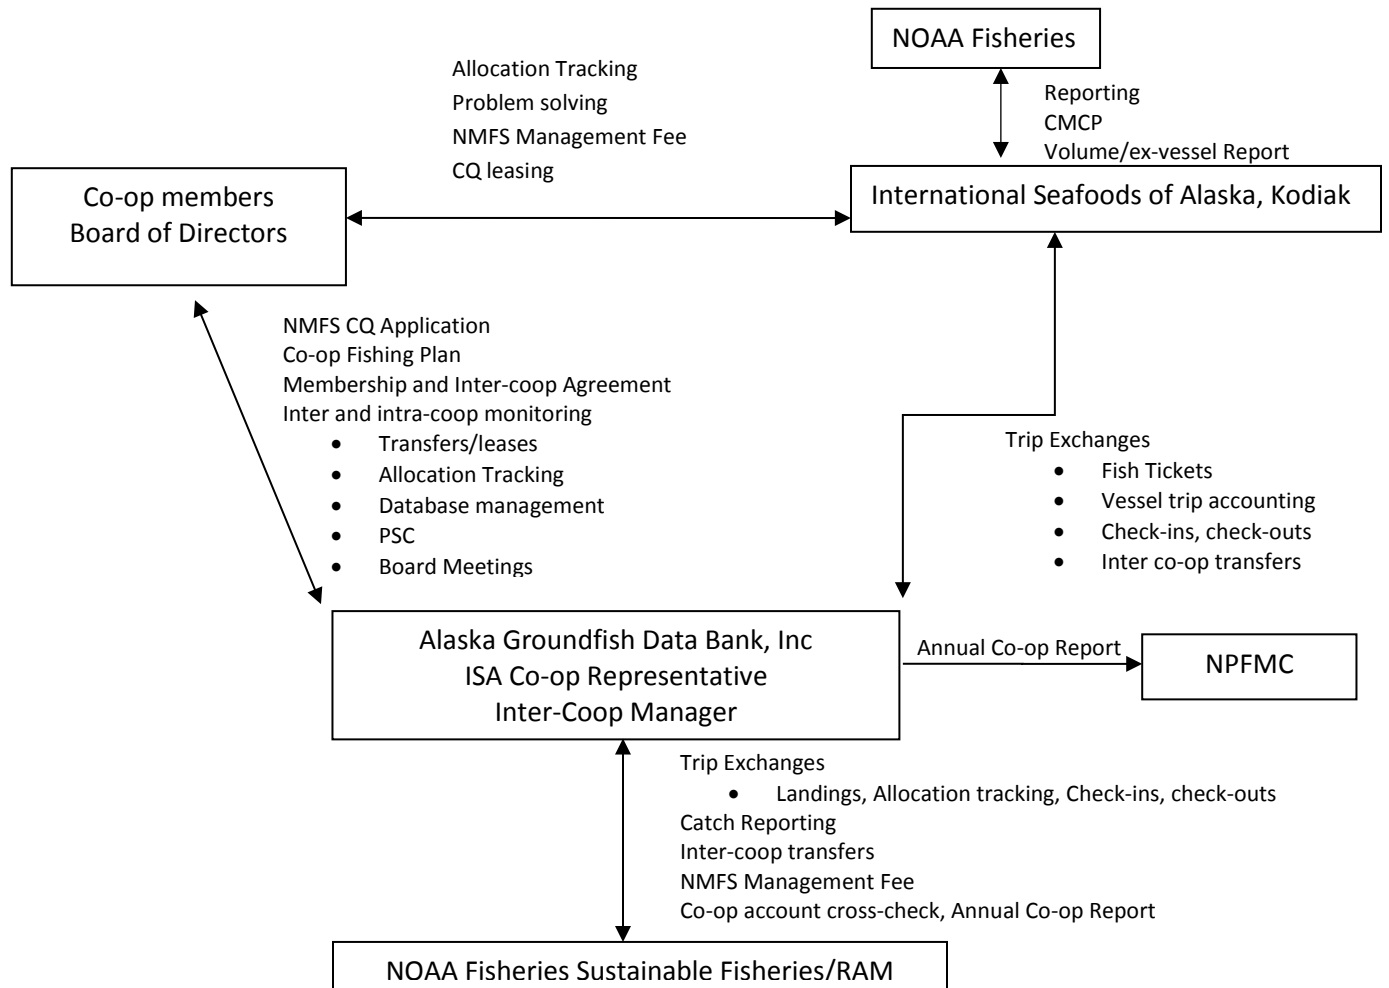 NOAA Fisheries
Allocation Tracking
Problem solving
NMFS Management Fee
CQ leasing
Reporting
CMCP
Volume/ex-vessel Report
Co-op members
Board of Directors
International Seafoods of Alaska, Kodiak
NMFS CQ Application
Co-op Fishing Plan
Membership and Inter-coop Agreement
Inter and intra-coop monitoring
• Transfers/leases
• Allocation Tracking
• Database management
• PSC
• Board Meetings
Trip Exchanges
• Fish Tickets
• Vessel trip accounting
• Check-ins, check-outs
• Inter co-op transfers
Alaska Groundfish Data Bank, Inc
ISA Co-op Representative
Inter-Coop Manager
Annual Co-op Report
NPFMC
Trip Exchanges
• Landings, Allocation tracking, Check-ins, check-outs
Catch Reporting
Inter-coop transfers
NMFS Management Fee
Co-op account cross-check, Annual Co-op Report
NOAA Fisheries Sustainable Fisheries/RAM